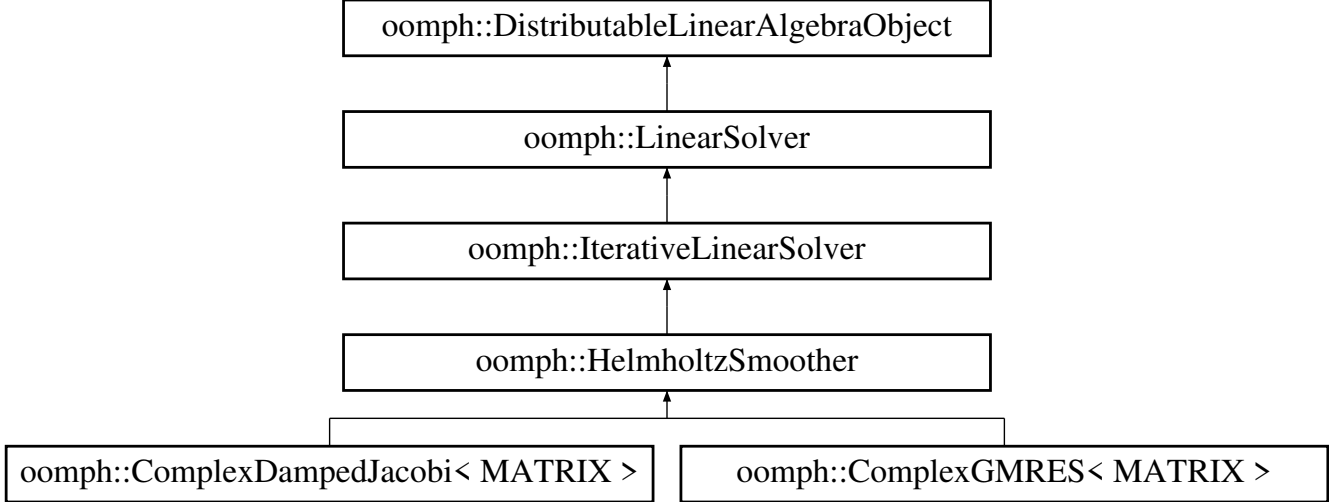 oomph::DistributableLinearAlgebraObject
oomph::LinearSolver
oomph::IterativeLinearSolver
oomph::HelmholtzSmoother
oomph::ComplexDampedJacobi< MATRIX >
oomph::ComplexGMRES< MATRIX >